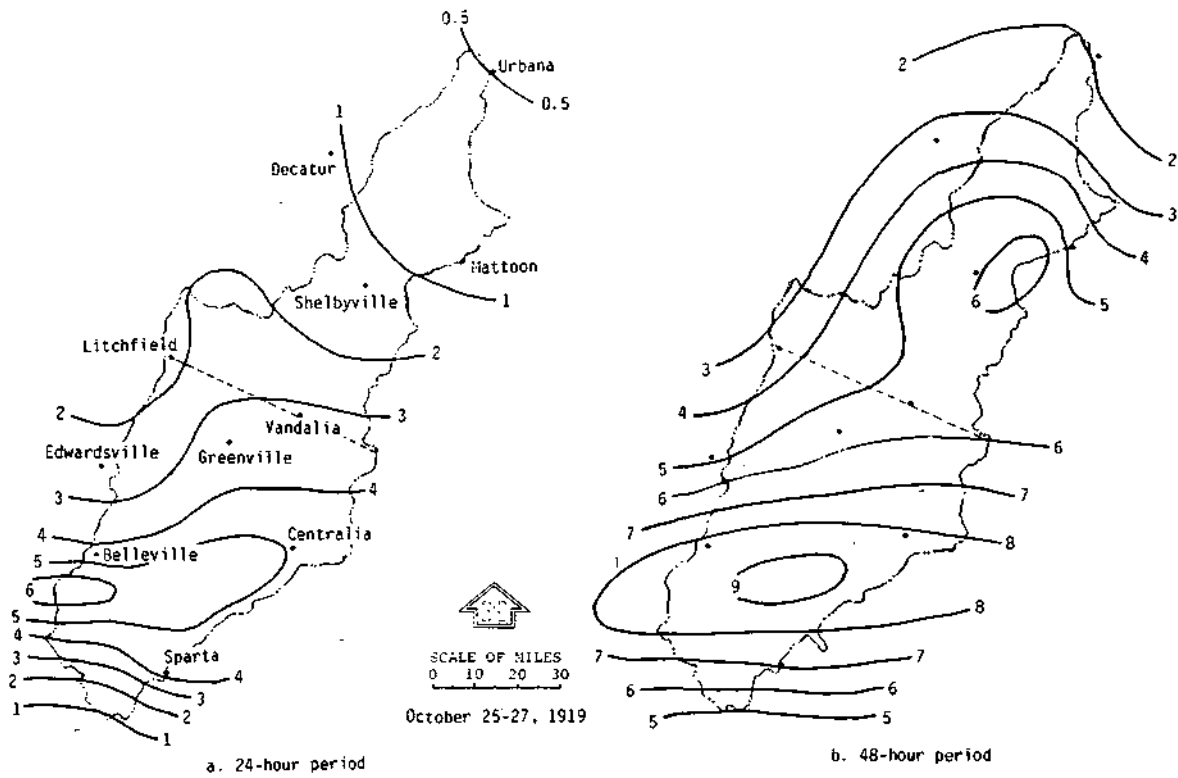 0.5
Urbana
0.5
1
Decatur
Mattoon
Shelbyville
1
Litchfield
2
2
3
Vandalia
Edwardsville
Greenville
3
4
4
Centralia
Belleville
5
6
5
4
Sparta
3
4
2
3
2
1
1
a. 24-hour period
SCALE OF MILES
0 10 20 30
October 25-27, 1919
2
2
3
4
6
5
3
4
6
5
6
7
7
8
9
8
7
7
6
6
5
5
b. 48-hour period